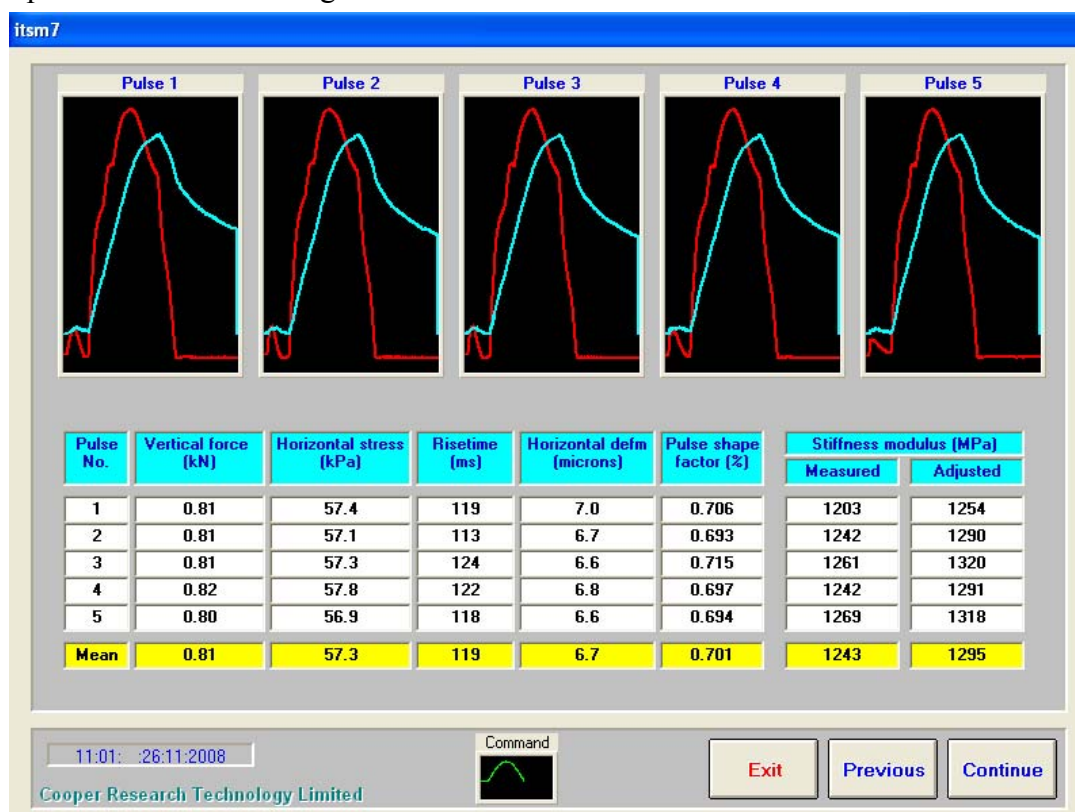 itsm7
Pulse 1 Pulse 2 Pulse 3 Pulse 4 Pulse 5
Pulse No. Vertical force (kN) Horizontal stress (kPa) Risetime (ms) Horizontal defm (microns) Pulse shape factor (%) Stiffness modulus (MPa)
Measured Adjusted
1 0.81 57.4 119 7.0 0.706 1203 1254
2 0.81 57.1 113 6.7 0.693 1242 1290
3 0.81 57.3 124 6.6 0.715 1261 1320
4 0.82 57.8 122 6.8 0.697 1242 1291
5 0.80 56.9 118 6.6 0.694 1269 1318
Mean 0.81 57.3 119 6.7 0.701 1243 1295
11:01: :26:11:2008
Command
Exit Previous Continue
Cooper Research Technology Limited